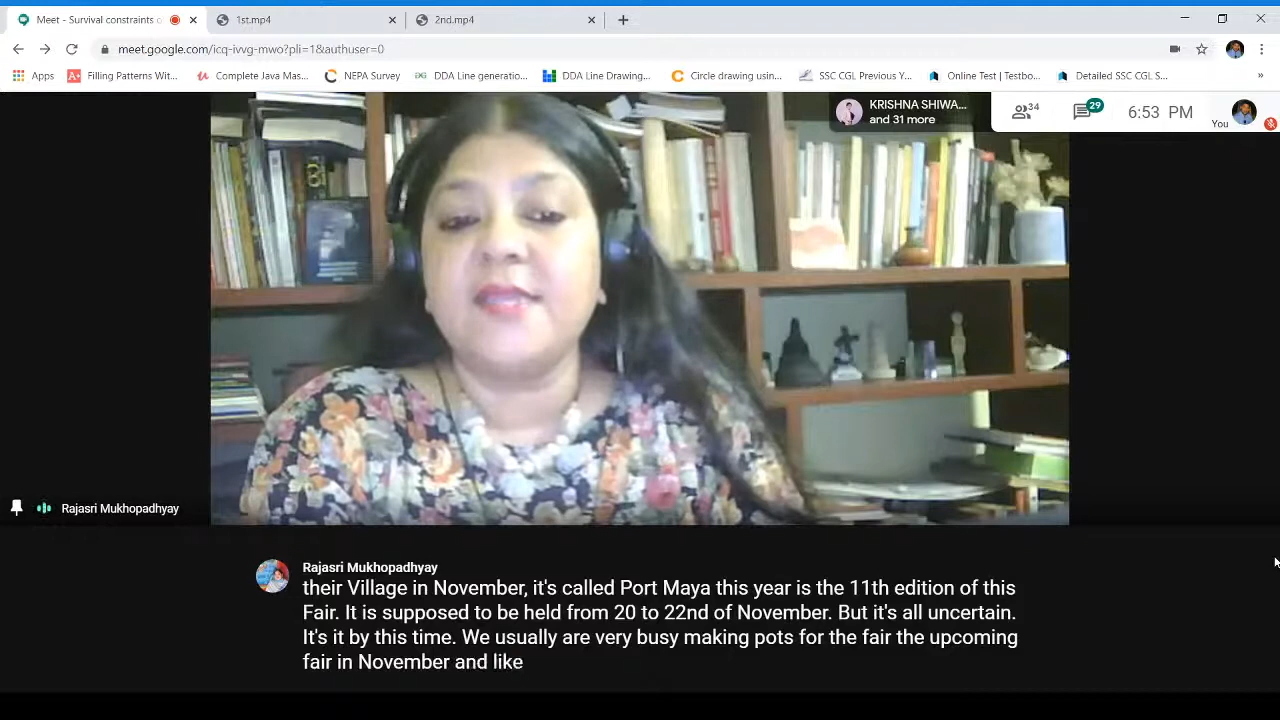 Meet - Survival constraints o
1st.mp4
2nd.mp4
meet.google.com/icq-ivvg-mwo?pli=1&authuser=0
Apps
Filling Patterns Wit...
Complete Java Mas...
NEPA Survey
DDA Line generatio...
DDA Line Drawing...
Circle drawing usin...
SSC CGL Previous Y...
Online Test | Testbo...
Detailed SSC CGL S...
KRISHNA SHIWA...
and 31 more
34
29
6:53 PM
You
Rajasri Mukhopadhyay
Rajasri Mukhopadhyay
their Village in November, it's called Port Maya this year is the 11th edition of this
Fair. It is supposed to be held from 20 to 22nd of November. But it's all uncertain.
It's it by this time. We usually are very busy making pots for the fair the upcoming
fair in November and like